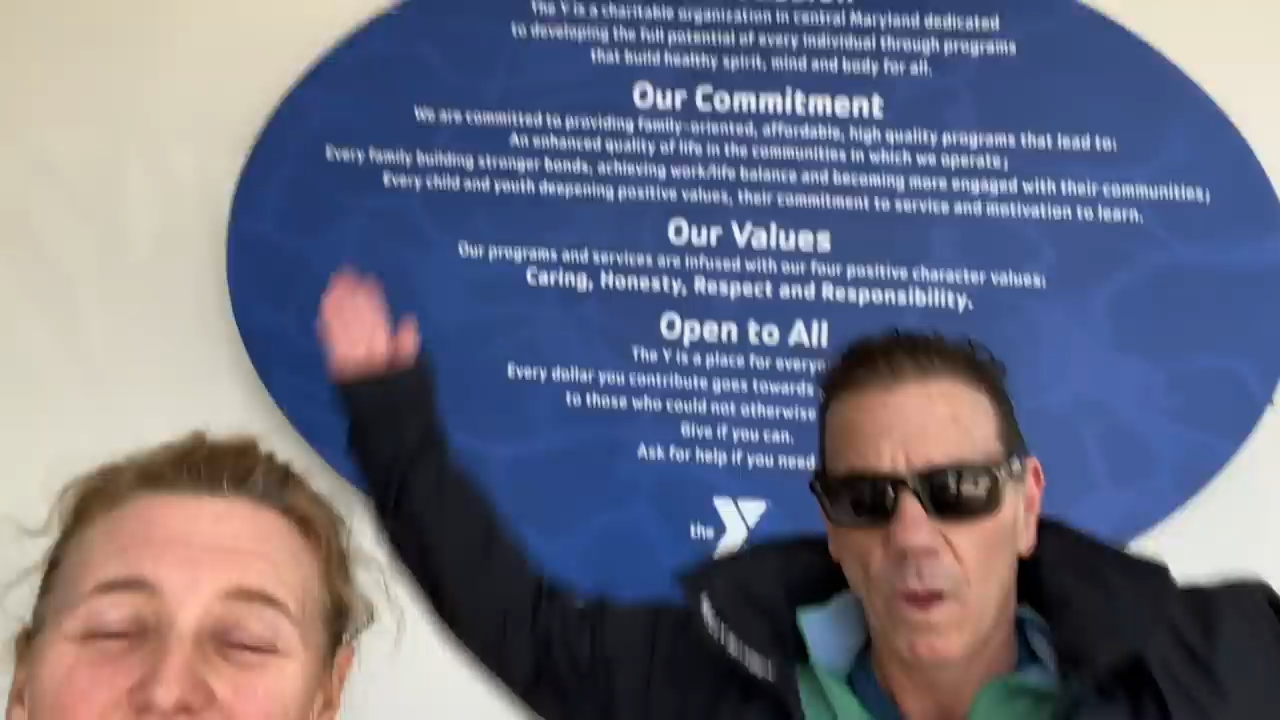 The Y is a charitable organization in central Maryland dedicated
to developing the full potential of every individual through programs
that build healthy spirit, mind and body for all.
Our Commitment
We are committed to providing family-oriented, affordable, high quality programs that lead to:
An enhanced quality of life in the communities in which we operate;
Every family building stronger bonds, achieving work/life balance and becoming more engaged with their communities;
Every child and youth deepening positive values, their commitment to service and motivation to learn.
Our Values
Our programs and services are infused with our four positive character values:
Caring, Honesty, Respect and Responsibility.
Open to All
The Y is a place for everyo
Every dollar you contribute goes towards
to those who could not otherwise
Give if you can.
Ask for help if you need
the Y